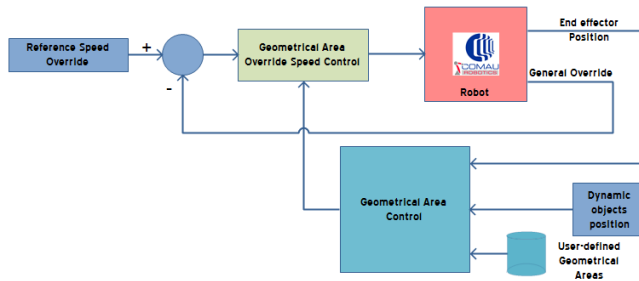 Reference Speed
Override
+
-
Geometrical Area
Override Speed Control
COMAU
ROBOTICS
Robot
End effector
Position
General Override
Geometrical Area
Control
Dynamic
objects
position
User-defined
Geometrical
Areas